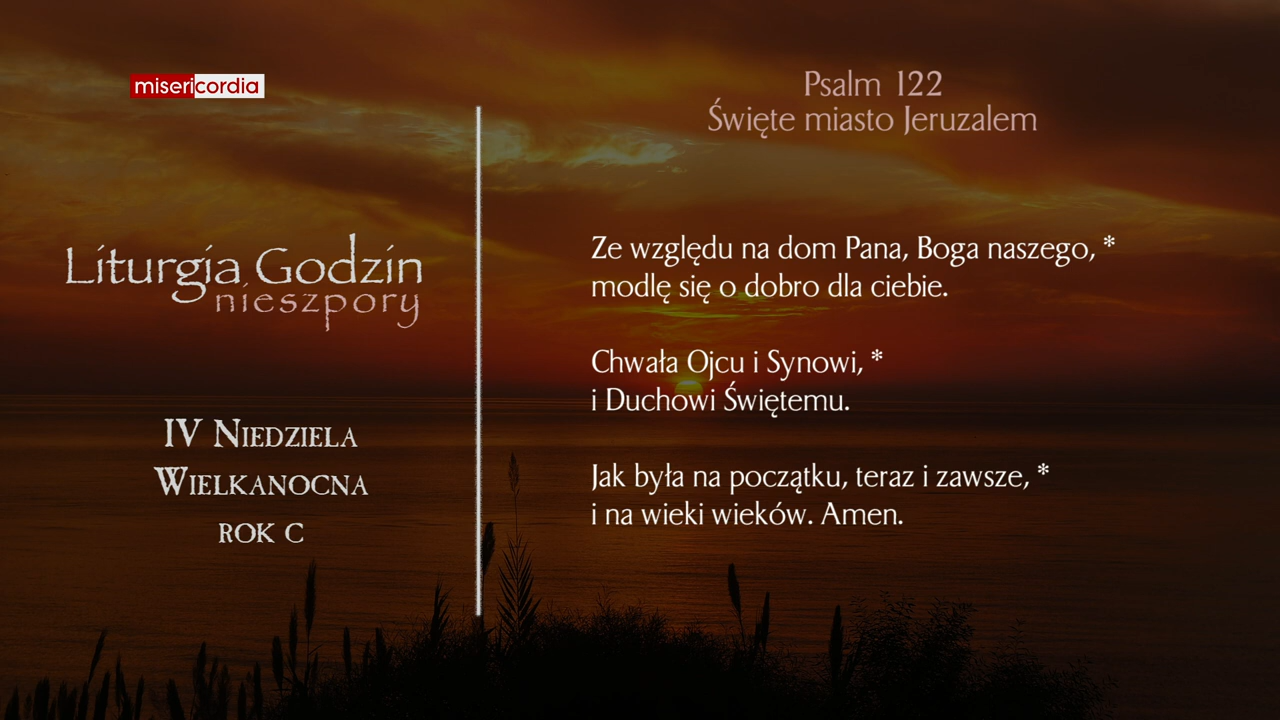 misericordia
Liturgia Godzin
nieszpory
IV Niedziela
Wielkanocna
rok C
Psalm 122
Święte miasto Jeruzalem
Ze względu na dom Pana, Boga naszego, *
modlę się o dobro dla ciebie.
Chwała Ojcu i Synowi, *
i Duchowi Świętemu.
Jak była na początku, teraz i zawsze, *
i na wieki wieków. Amen.